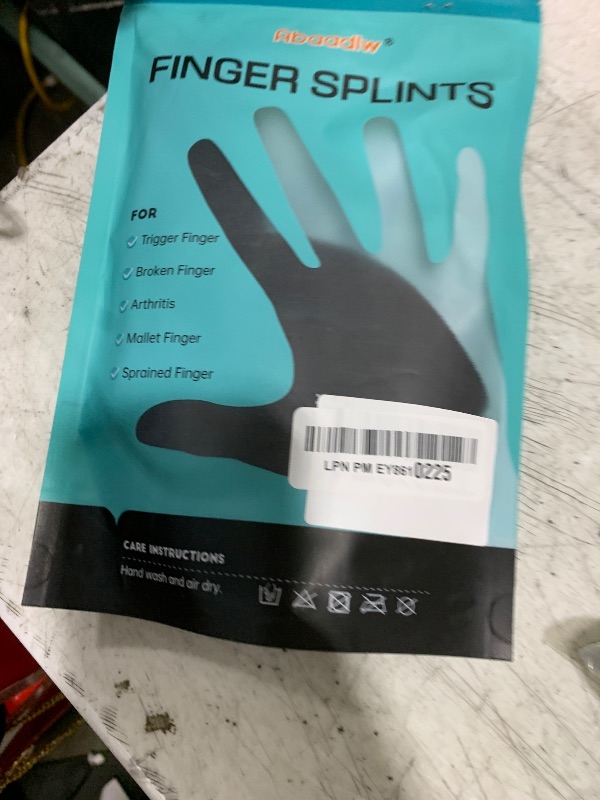 Abaadlw®
FINGER SPLINTS
FOR
Trigger Finger
Broken Finger
Arthritis
Mallet Finger
Sprained Finger
LPN PM EY8610225
CARE INSTRUCTIONS
Hand wash and air dry.